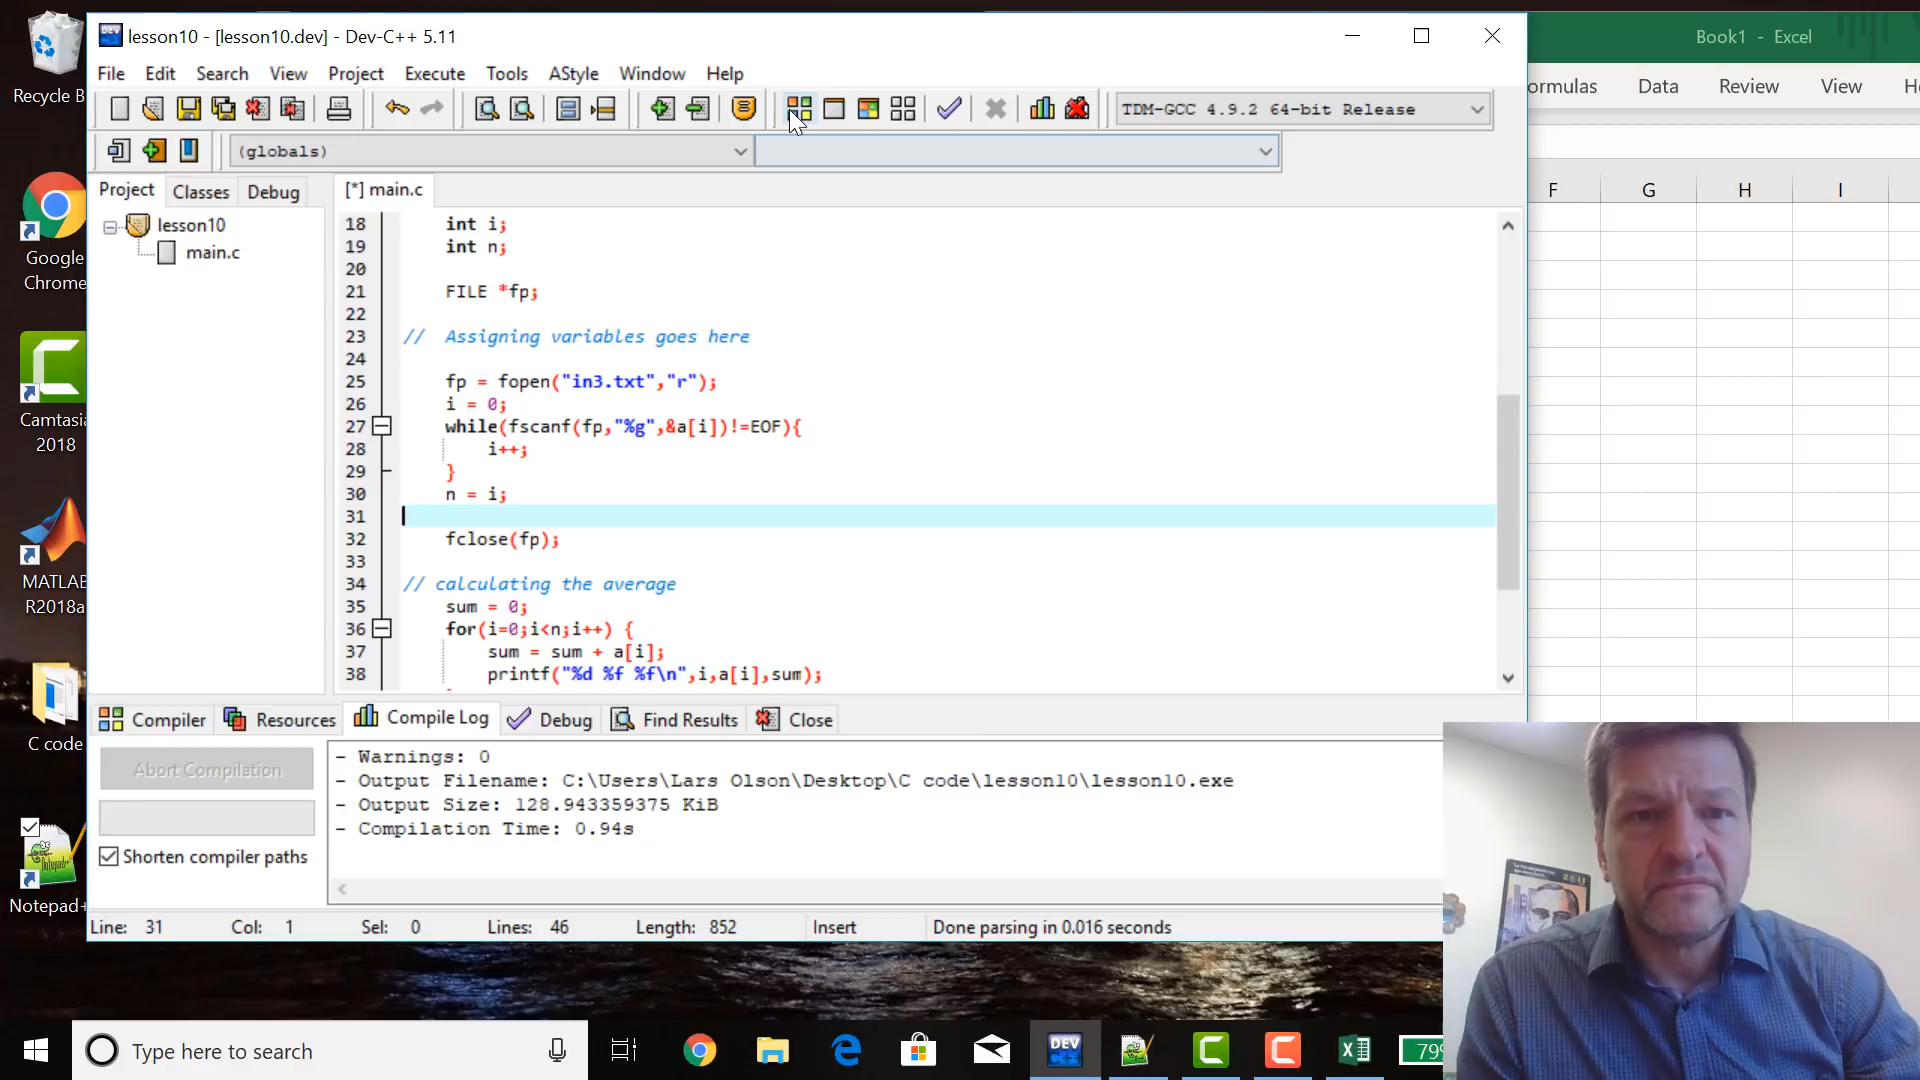 Recycle B
Google
Chrome
Camtasia
2018
MATLAB
R2018a
C code
Notepad+
lesson10 - [lesson10.dev] - Dev-C++ 5.11
File Edit Search View Project Execute Tools AStyle Window Help
TDM-GCC 4.9.2 64-bit Release
(globals)
Project Classes Debug
[*] main.c
lesson10
main.c
18 int i;
19 int n;
20
21 FILE *fp;
22
23 // Assigning variables goes here
24
25 fp = fopen("in3.txt","r");
26 i = 0;
27 while(fscanf(fp,"%g",&a[i])!=EOF){
28 i++;
29 }
30 n = i;
31
32 fclose(fp);
33
34 // calculating the average
35 sum = 0;
36 for(i=0;i<n;i++) {
37 sum = sum + a[i];
38 printf("%d %f %f\n",i,a[i],sum);
Compiler Resources Compile Log Debug Find Results Close
Abort Compilation
Shorten compiler paths
- Warnings: 0
- Output Filename: C:\Users\Lars Olson\Desktop\C code\lesson10\lesson10.exe
- Output Size: 128.943359375 KiB
- Compilation Time: 0.94s
Line: 31 Col: 1 Sel: 0 Lines: 46 Length: 852 Insert Done parsing in 0.016 seconds
Book1 - Excel
ormulas Data Review View H
F G H I
Type here to search
DEV
C++
79%